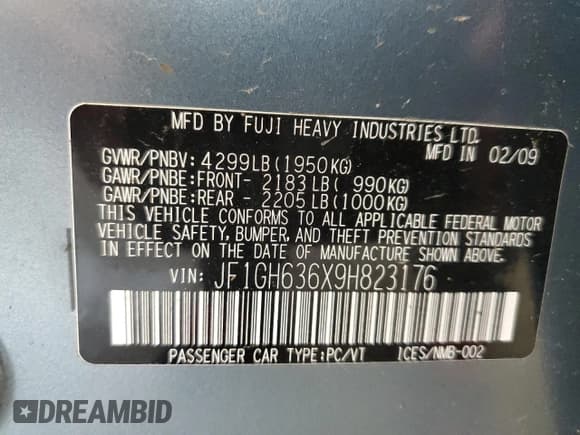 MFD BY FUJI HEAVY INDUSTRIES LTD.
MFD IN 02/09
GVWR/PNBV: 4299LB (1950KG)
GAWR/PNBE: FRONT- 2183 LB ( 990KG)
GAWR/PNBE: REAR - 2205 LB (1000KG)
THIS VEHICLE CONFORMS TO ALL APPLICABLE FEDERAL MOTOR
VEHICLE SAFETY, BUMPER, AND THEFT PREVENTION STANDARDS
IN EFFECT ON THE DATE OF MANUFACTURE SHOWN ABOVE.
VIN: JF1GH636X9H823176
PASSENGER CAR TYPE:PC/VT ICES/NMB-002
DREAMBID